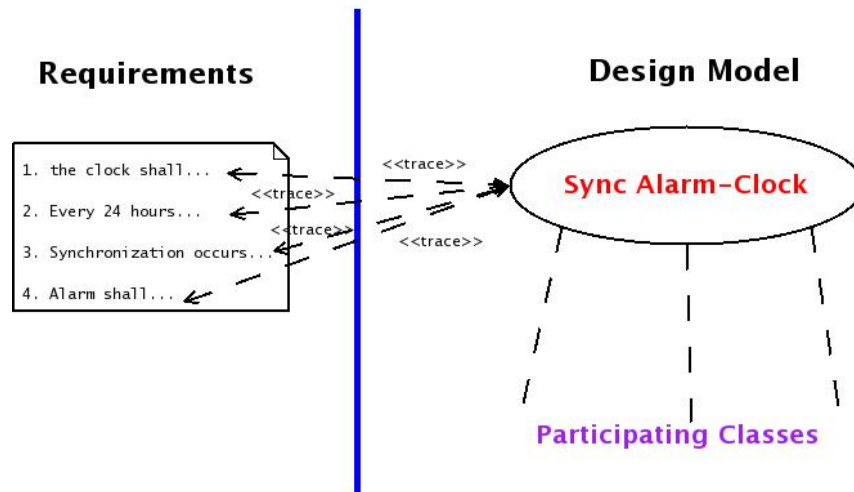 Requirements
Design Model
1. the clock shall...
2. Every 24 hours...
3. Synchronization occurs...
4. Alarm shall...
<<trace>>
<<trace>>
<<trace>>
<<trace>>
Sync Alarm-Clock
Participating Classes